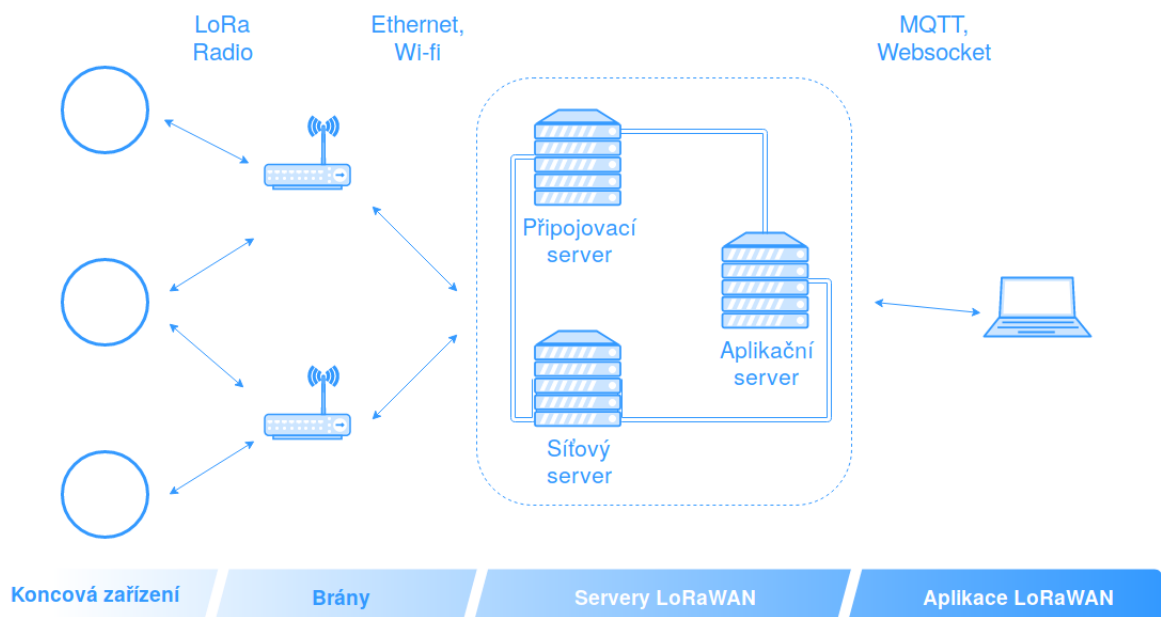 LoRa
Radio
Ethernet,
Wi-fi
MQTT,
Websocket
Připojovací
server
Aplikační
server
Síťový
server
Koncová zařízení
Brány
Servery LoRaWAN
Aplikace LoRaWAN